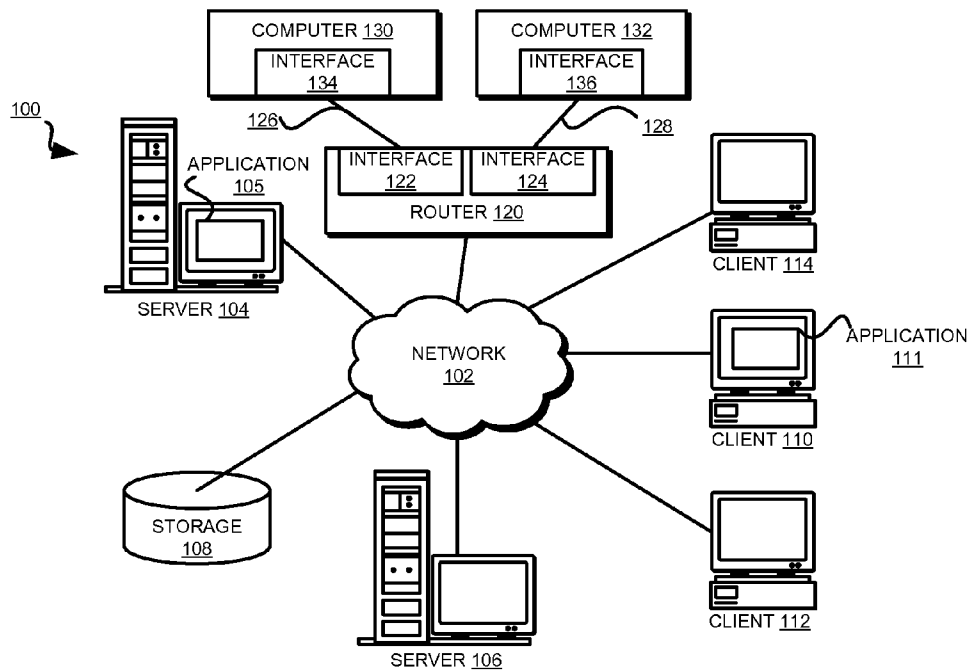 COMPUTER 130
INTERFACE
134
COMPUTER 132
INTERFACE
136
100
126
128
APPLICATION
105
INTERFACE
122
INTERFACE
124
ROUTER 120
SERVER 104
CLIENT 114
NETWORK
102
APPLICATION
111
CLIENT 110
STORAGE
108
SERVER 106
CLIENT 112